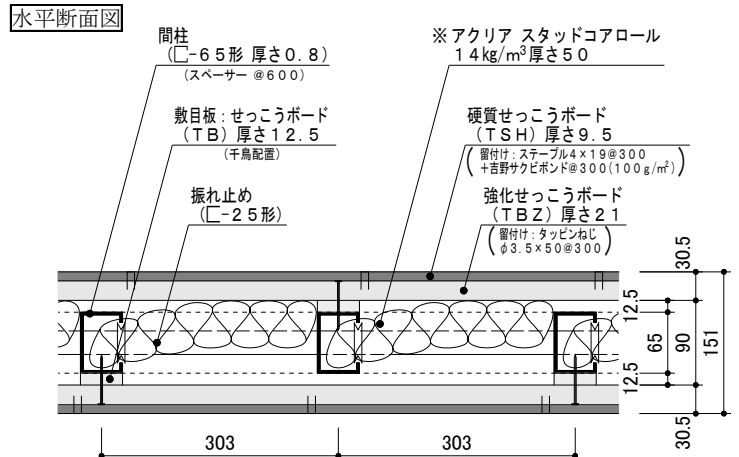 水平断面図
間柱
(□-65形 厚さ0.8)
(スペーサー @600)
敷目板：せっこうボード
(TB) 厚さ12.5
(千鳥配置)
振れ止め
(匚-25形)
※アクリア スタッドコアロール
14kg/m³厚さ50
硬質せっこうボード
(TSH) 厚さ9.5
(留付け：ステープル4×19@300
+吉野サクビボンド@300(100g/m²))
強化せっこうボード
(TBZ) 厚さ21
(留付け：タッピンねじ
φ3.5×50@300)
30.5
12.5
65
90
151
12.5
30.5
303
303